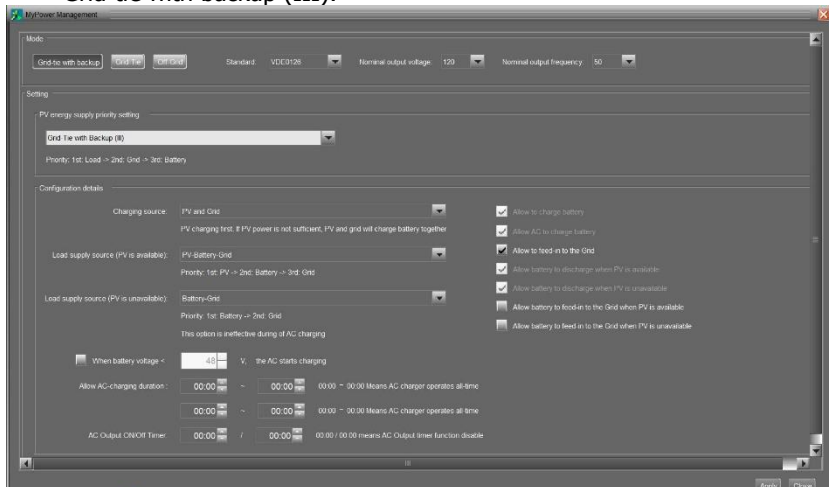 Grid-tie with backup (III):
MyPower Management
Mode
Grid-tie with backup Grid-Tie Off Grid Standard: VDE0126 Nominal output voltage: 120 Nominal output frequency: 50
Setting
PV energy supply priority setting
Grid Tie with Backup (III)
Priority: 1st: Load -> 2nd: Grid -> 3rd: Battery
Configuration details
Charging source: PV and Grid
PV charging first. If PV power is not sufficient, PV and grid will charge battery together
Load supply source (PV is available): PV-Battery-Grid
Priority: 1st: PV -> 2nd: Battery -> 3rd: Grid
Load supply source (PV is unavailable): Battery-Grid
Priority: 1st: Battery -> 2nd: Grid
This option is ineffective during of AC charging
When battery voltage < 48 V, the AC starts charging
Allow AC-charging duration : 00:00 ~ 00:00 00:00 ~ 00:00 Means AC charger operates all-time
00:00 ~ 00:00 00:00 ~ 00:00 Means AC charger operates all-time
AC Output ON/Off Timer 00:00 / 00:00 00:00 / 00:00 means AC Output timer function disable
Allow to charge battery
Allow AC to charge battery
Allow to feed-in to the Grid
Allow battery to discharge when PV is available
Allow battery to discharge when PV is unavailable
Allow battery to feed-in to the Grid when PV is available
Allow battery to feed-in to the Grid when PV is unavailable
Apply Close